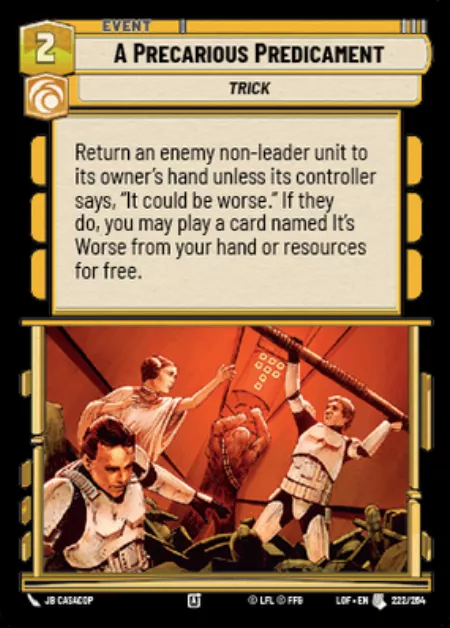 EVENT
2
A PRECARIOUS PREDICAMENT
TRICK
Return an enemy non-leader unit to
its owner's hand unless its controller
says, "It could be worse." If they
do, you may play a card named It's
Worse from your hand or resources
for free.
JB CASACOP
A
© LFL © FFG
LOF • EN
222/264